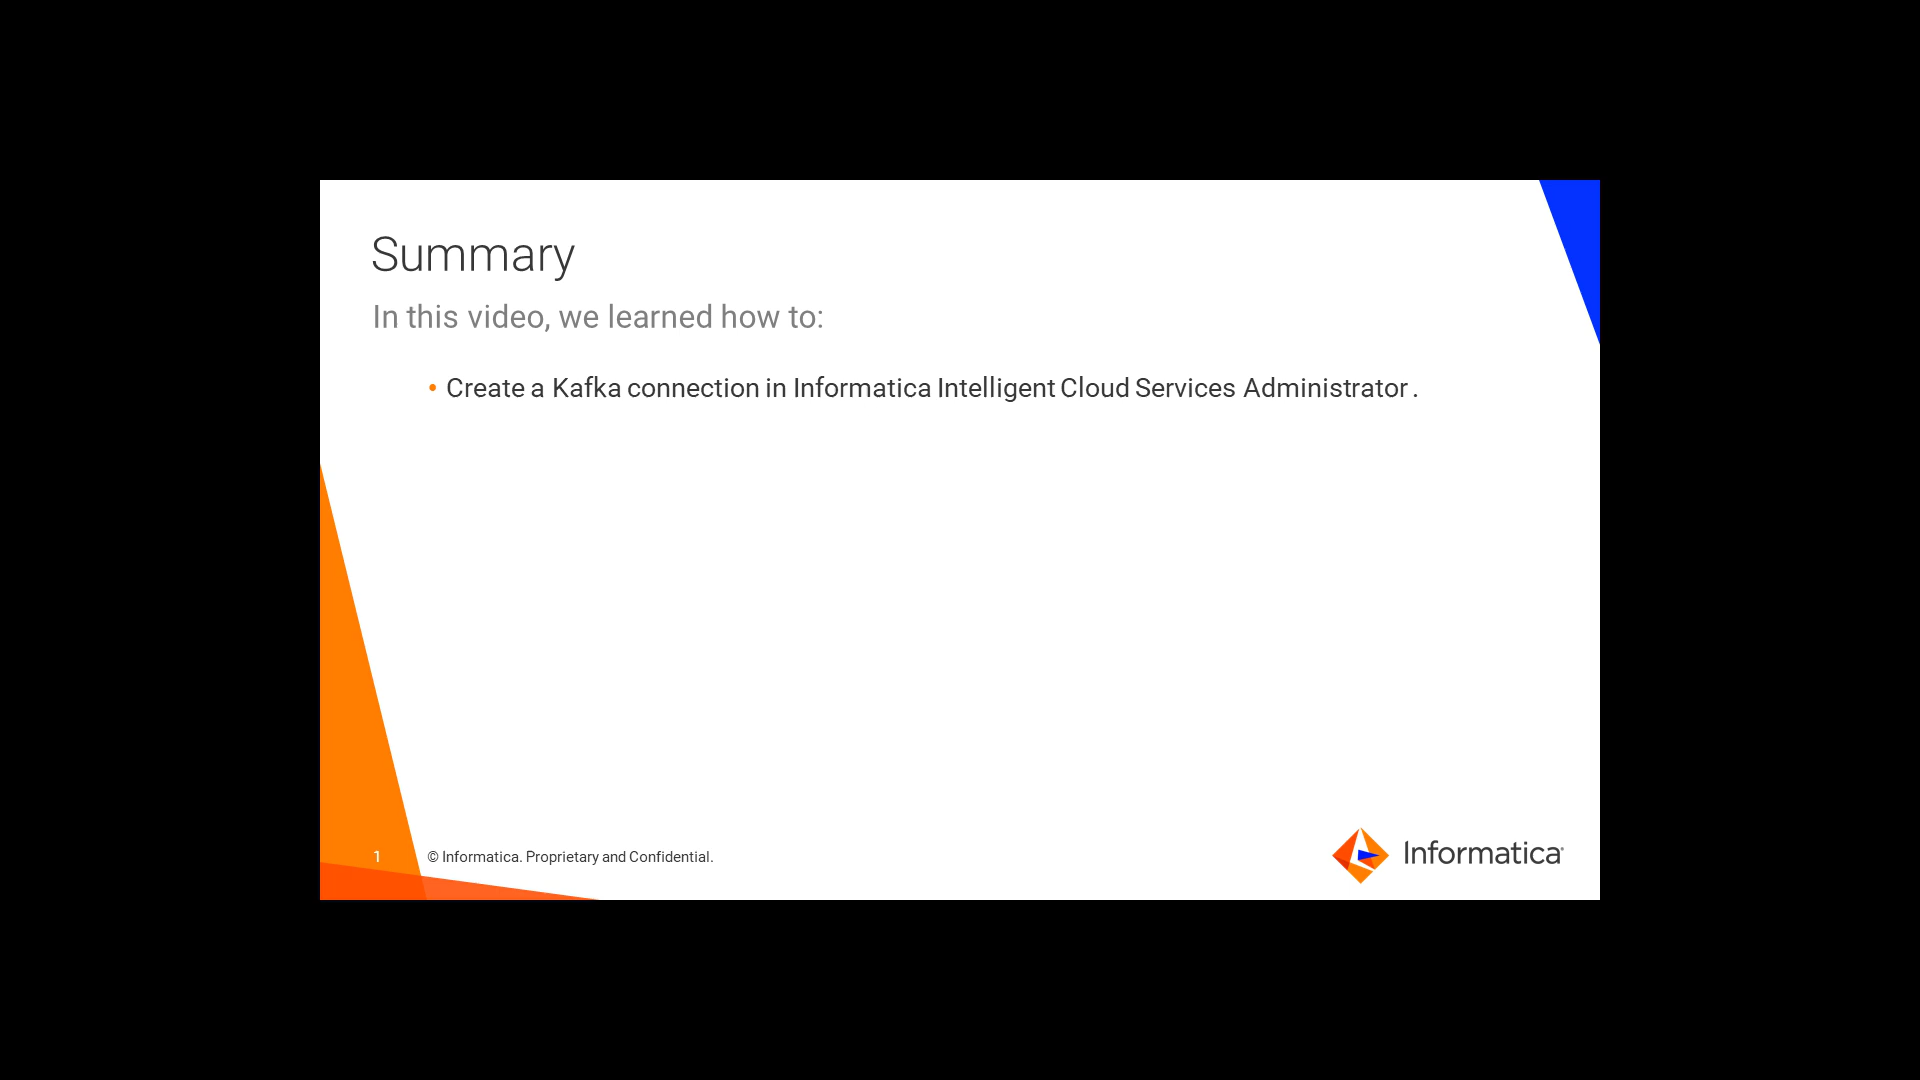 Summary
In this video, we learned how to:
• Create a Kafka connection in Informatica Intelligent Cloud Services Administrator .
1 © Informatica. Proprietary and Confidential.
Informatica®